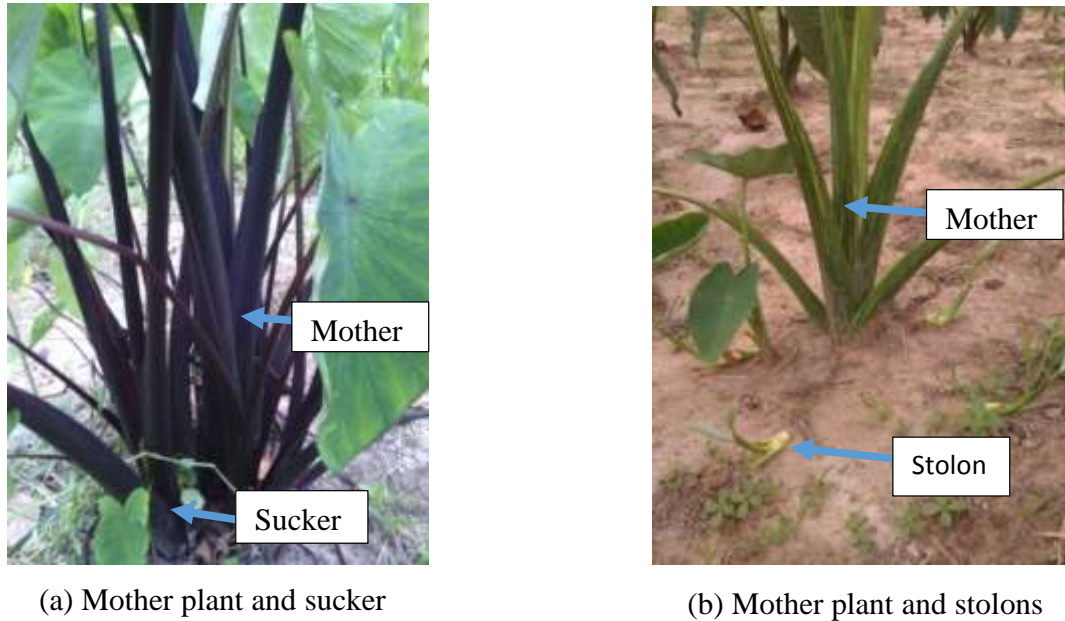 Mother
Sucker
(a) Mother plant and sucker
Mother
Stolon
(b) Mother plant and stolons